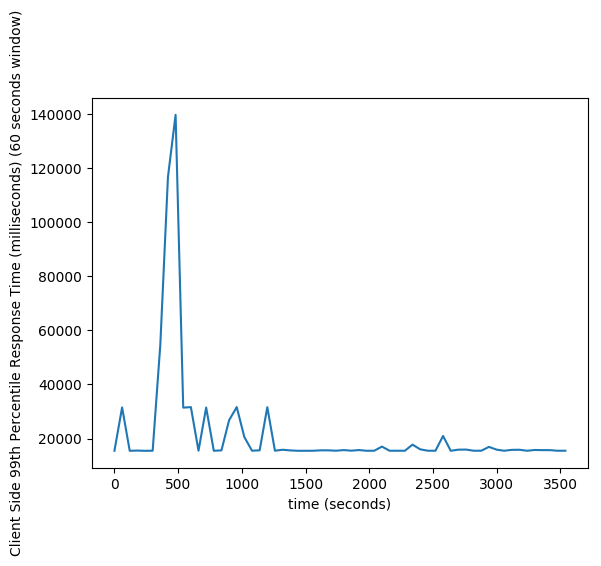 Client Side 99th Percentile Response Time (milliseconds) (60 seconds window)
140000
120000
100000
80000
60000
40000
20000
0 500 1000 1500 2000 2500 3000 3500
time (seconds)